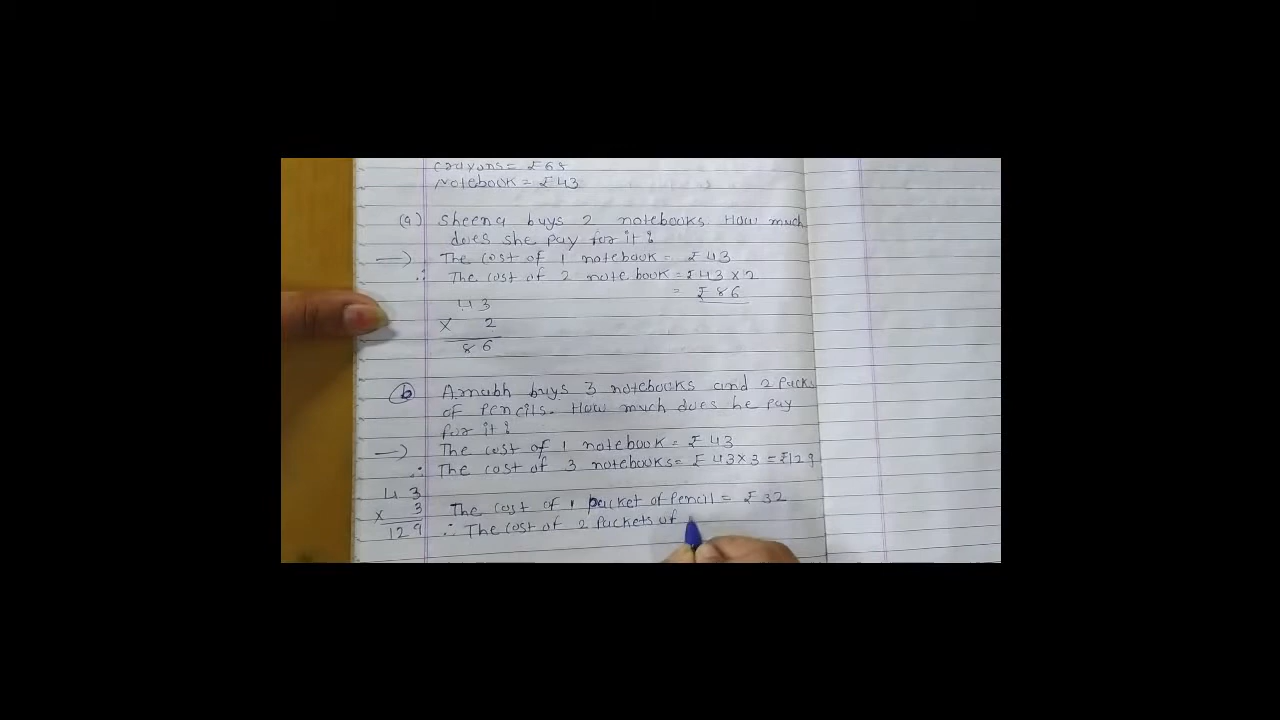 crayons = ₹68
Notebook = ₹43
(a) Sheena buys 2 notebooks. How much
does she pay for it?
→ The cost of 1 notebook = ₹43
∴ The cost of 2 notebook = ₹43 × 2
= ₹86
43
× 2
86
(b) Arnabh buys 3 notebooks and 2 Packs
of Pencils. How much does he pay
for it?
→ The cost of 1 notebook = ₹43
∴ The cost of 3 notebooks = ₹43×3 = ₹129
43
× 3
129
The cost of 1 packet of Pencil = ₹32
∴ The cost of 2 Packets of